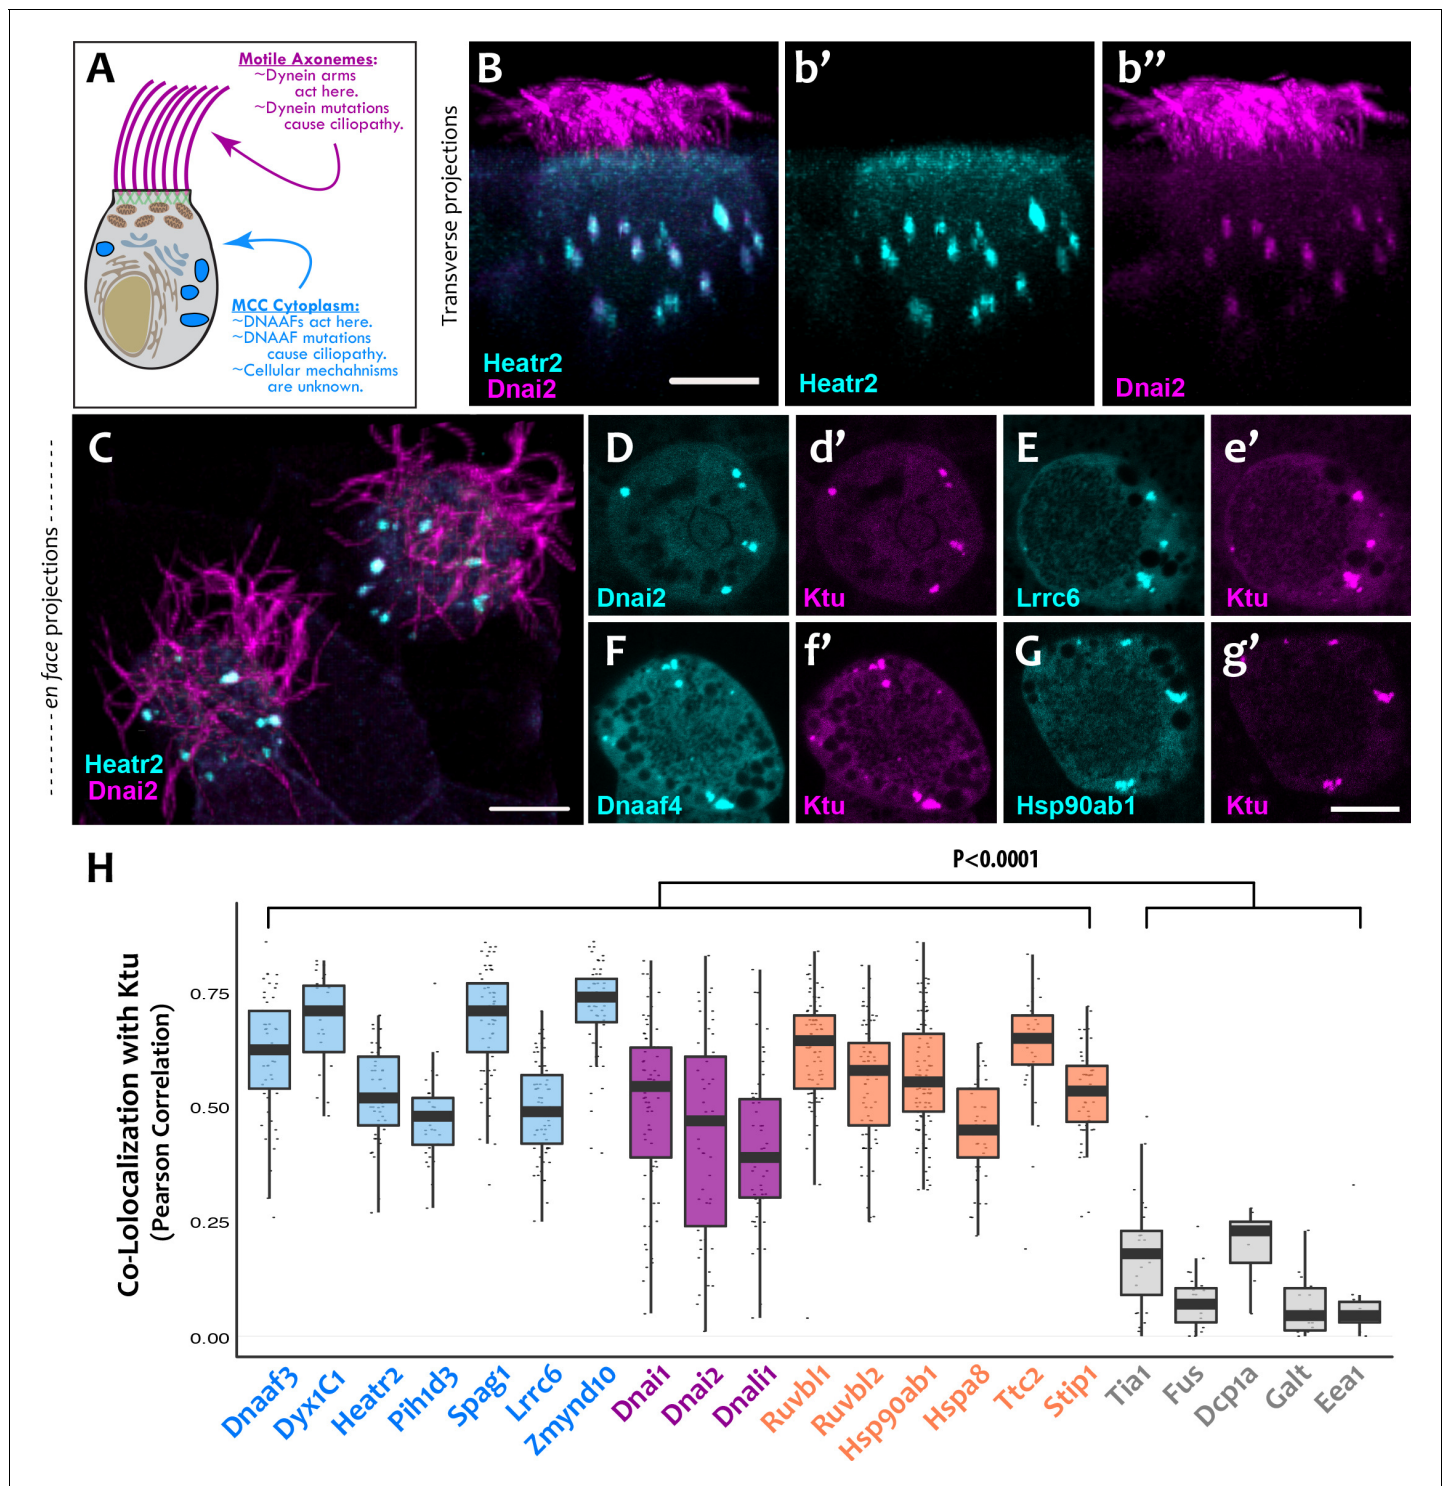 A
Motile Axonemes:
~Dynein arms
act here.
~Dynein mutations
cause ciliopathy.
MCC Cytoplasm:
~DNAAFs act here.
~DNAAF mutations
cause ciliopathy.
~Cellular mechahnisms
are unknown.
Transverse projections
B
Heatr2
Dnai2
b’
Heatr2
b’’
Dnai2
en face projections
C
Heatr2
Dnai2
D
Dnai2
d’
Ktu
E
Lrrc6
e’
Ktu
F
Dnaaf4
f’
Ktu
G
Hsp90ab1
g’
Ktu
H
P<0.0001
Co-Lolocalization with Ktu
(Pearson Correlation)
0.75
0.50
0.25
0.00
Dnaaf3
Dyx1C1
Heatr2
Pih1d3
Spag1
Lrrc6
Zmynd10
Dnai1
Dnai2
Dnali1
Ruvbl1
Ruvbl2
Hsp90ab1
Hspa8
Ttc2
Stip1
Tia1
Fus
Dcp1a
Galt
Eea1